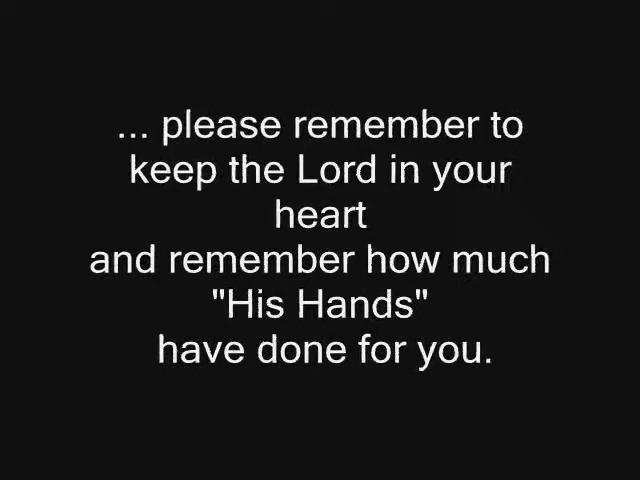 ... please remember to
keep the Lord in your
heart
and remember how much
"His Hands"
have done for you.